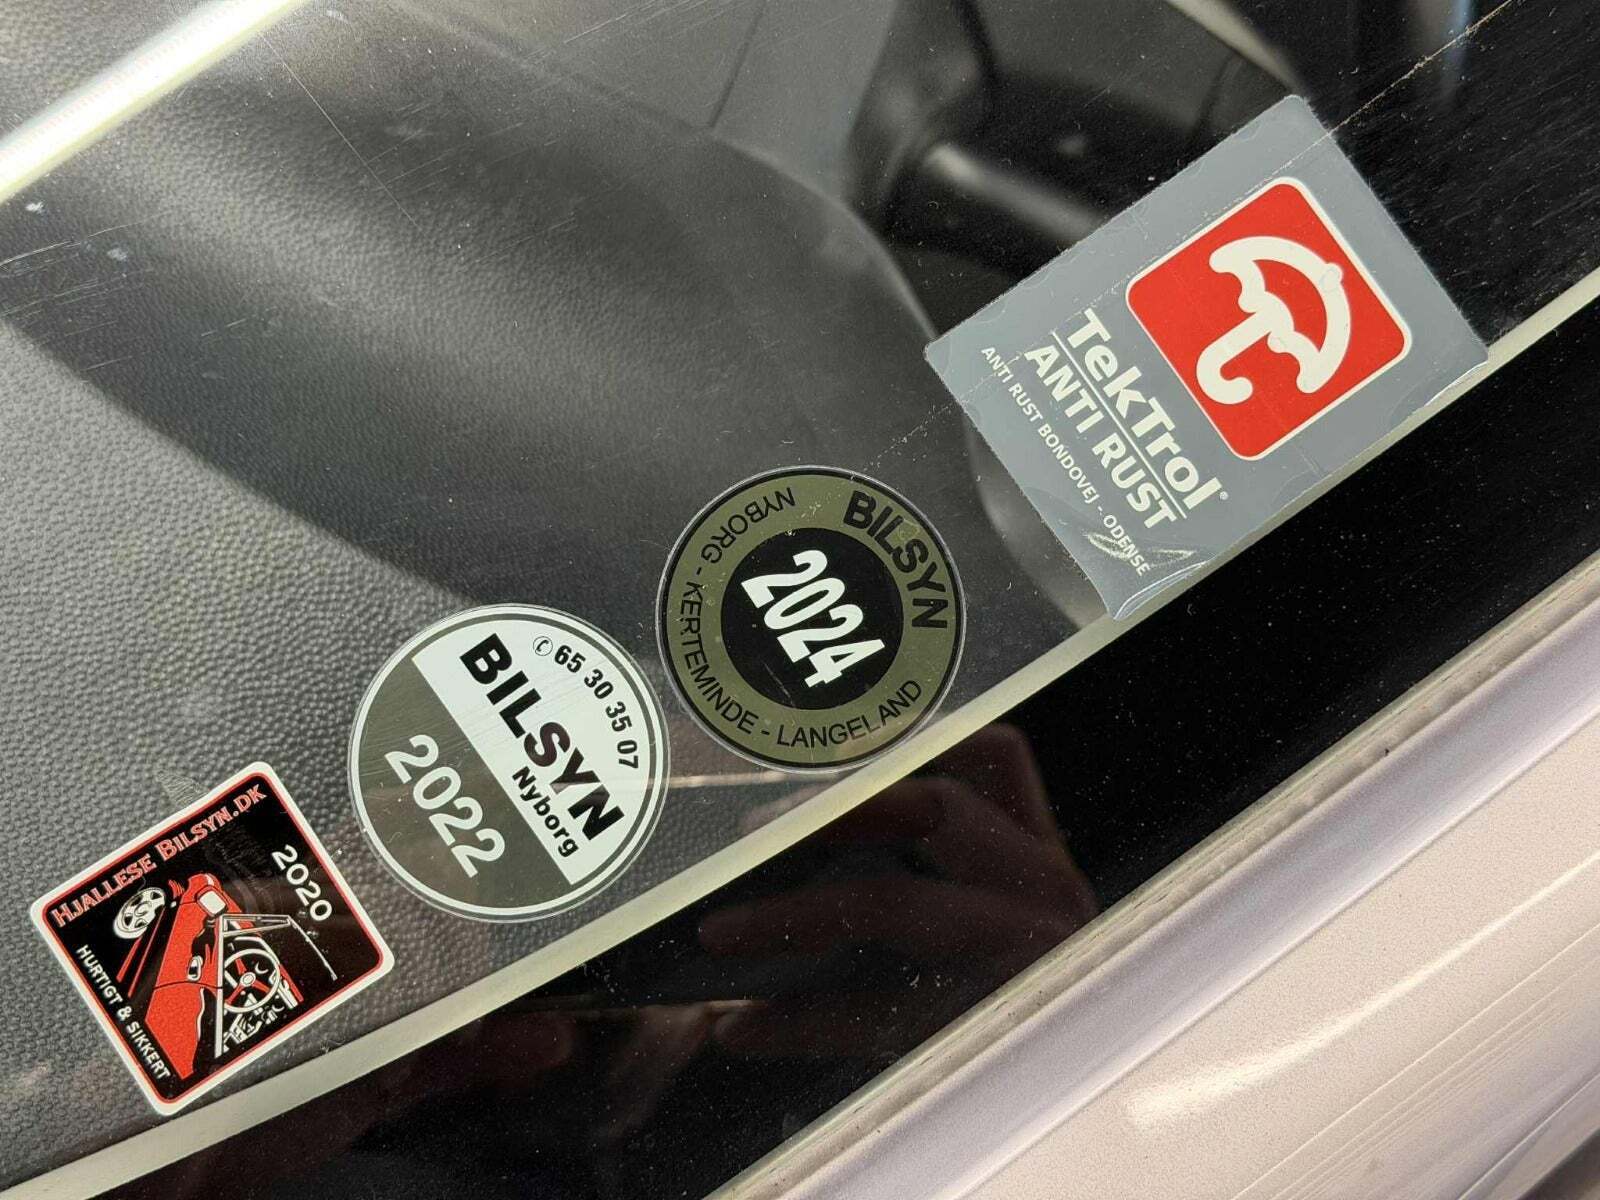 HJALLESE BILSYN.DK
2020
HURTIGT & SIKKERT
✆ 65 30 35 07
BILSYN
Nyborg
2022
BILSYN
2024
NYBORG - KERTEMINDE - LANGELAND
TekTrol®
ANTI RUST
ANTI RUST BONDOVEJ - ODENSE